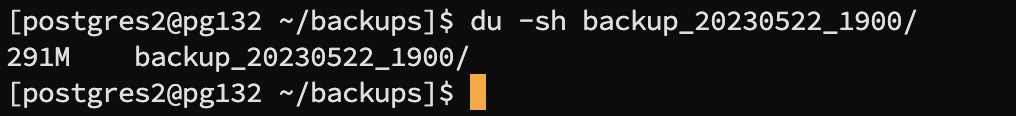 [postgres2@pg132 ~/backups]$ du -sh backup_20230522_1900/
291M    backup_20230522_1900/
[postgres2@pg132 ~/backups]$